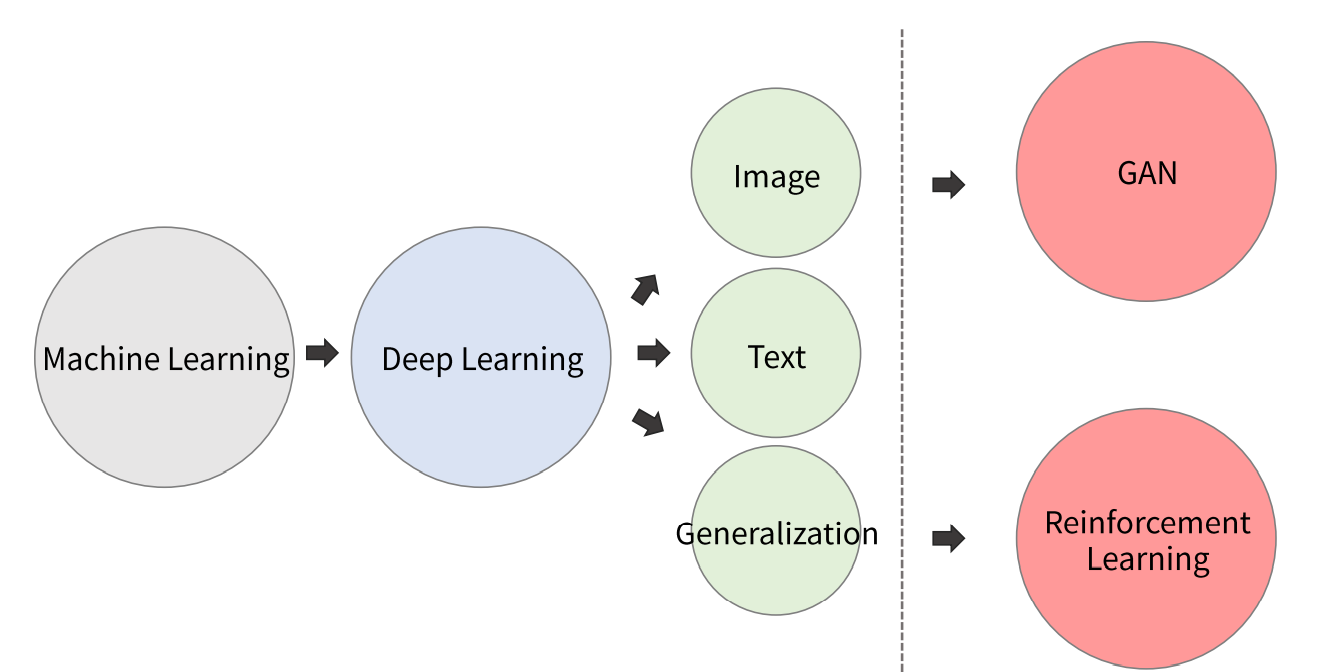 Machine Learning
Deep Learning
Image
Text
Generalization
GAN
Reinforcement
Learning